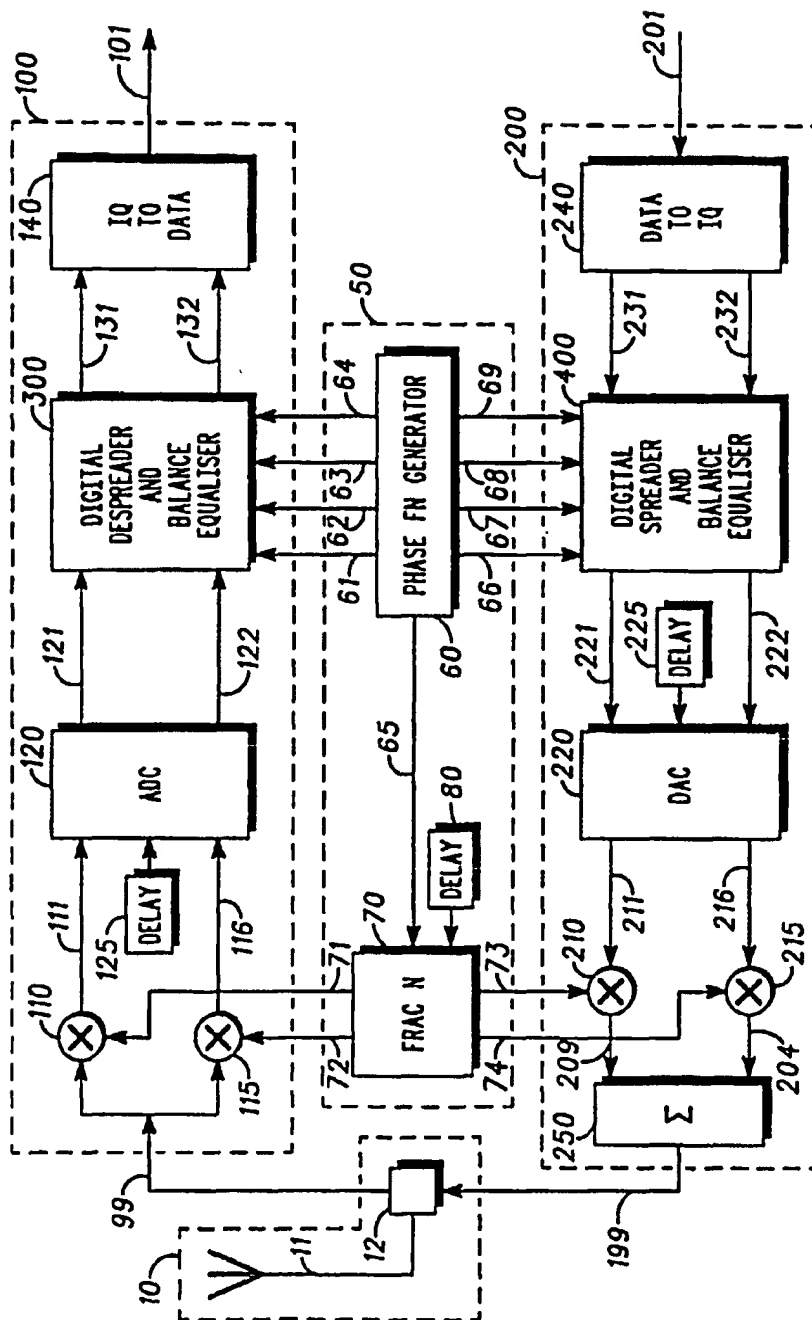 100
140
IQ
TO
DATA
101
131
132
300
DIGITAL
DESPREADER
AND
BALANCE
EQUALISER
121
122
120
ADC
111
125
DELAY
116
110
115
99
50
64
63
62
61
PHASE FN GENERATOR
60
69
68
67
66
65
80
DELAY
70
FRAC N
71
72
73
74
10
11
12
199
200
201
240
DATA
TO
IQ
231
232
400
DIGITAL
SPREADER
AND
BALANCE
EQUALISER
221
225
DELAY
222
220
DAC
211
216
210
215
209
204
250
Σ